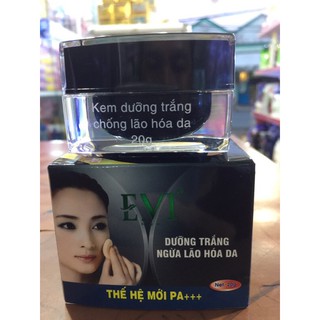 Kem dưỡng trắng
chống lão hóa da
20g
EVI
DƯỠNG TRẮNG
NGỪA LÃO HÓA DA
THẾ HỆ MỚI PA+++